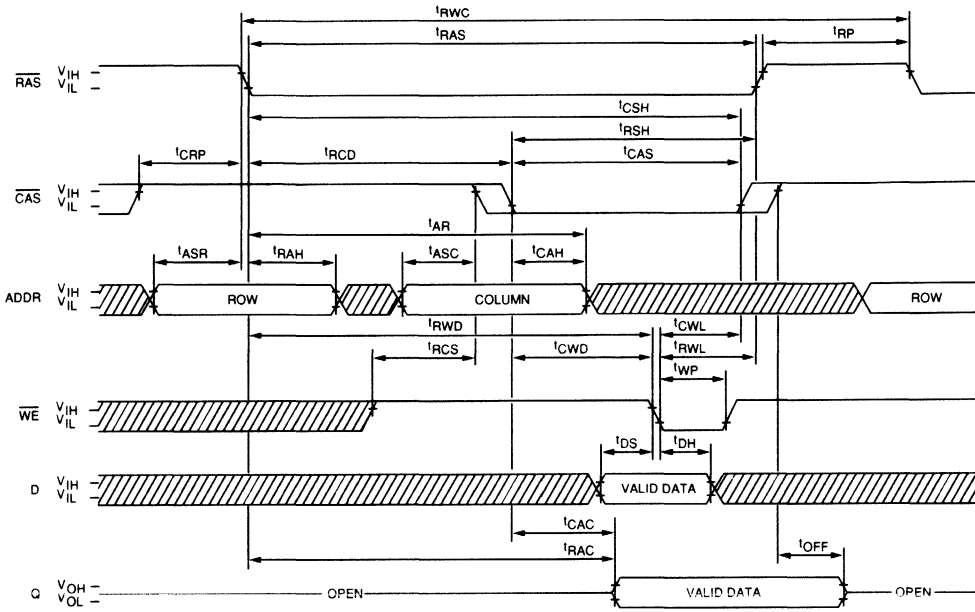 tRWC
tRAS
tRP
RAS VIH
VIL
tCSH
tRSH
tCRP tRCD tCAS
CAS VIH
VIL
tAR
tASR tRAH tASC tCAH
ADDR VIH
VIL
ROW COLUMN ROW
tRWD tCWL
tRCS tCWD tRWL
tWP
WE VIH
VIL
tDS tDH
D VIH
VIL
VALID DATA
tCAC
tRAC tOFF
Q VOH
VOL
OPEN VALID DATA OPEN